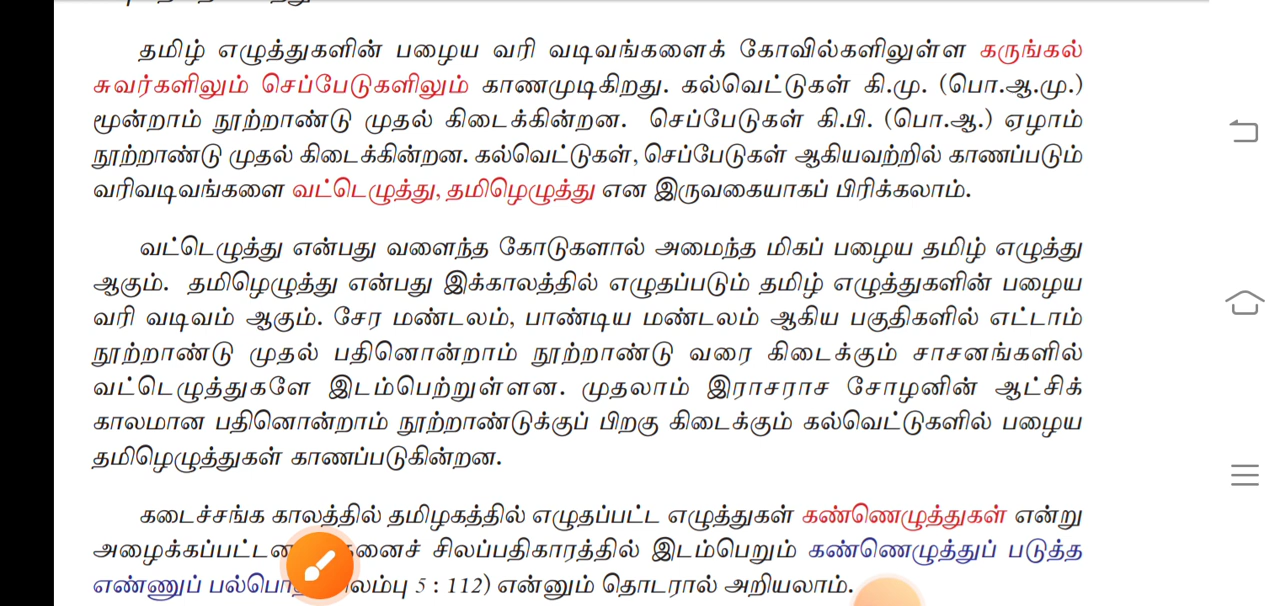 தமிழ் எழுத்துகளின் பழைய வரி வடிவங்களைக் கோவில்களிலுள்ள கருங்கல்
சுவர்களிலும் செப்பேடுகளிலும் காணமுடிகிறது. கல்வெட்டுகள் கி.மு. (பொ.ஆ.மு.)
மூன்றாம் நூற்றாண்டு முதல் கிடைக்கின்றன. செப்பேடுகள் கி.பி. (பொ.ஆ.) ஏழாம்
நூற்றாண்டு முதல் கிடைக்கின்றன. கல்வெட்டுகள், செப்பேடுகள் ஆகியவற்றில் காணப்படும்
வரிவடிவங்களை வட்டெழுத்து, தமிழெழுத்து என இருவகையாகப் பிரிக்கலாம்.
வட்டெழுத்து என்பது வளைந்த கோடுகளால் அமைந்த மிகப் பழைய தமிழ் எழுத்து
ஆகும். தமிழெழுத்து என்பது இக்காலத்தில் எழுதப்படும் தமிழ் எழுத்துகளின் பழைய
வரி வடிவம் ஆகும். சேர மண்டலம், பாண்டிய மண்டலம் ஆகிய பகுதிகளில் எட்டாம்
நூற்றாண்டு முதல் பதினொன்றாம் நூற்றாண்டு வரை கிடைக்கும் சாசனங்களில்
வட்டெழுத்துகளே இடம்பெற்றுள்ளன. முதலாம் இராசராச சோழனின் ஆட்சிக்
காலமான பதினொன்றாம் நூற்றாண்டுக்குப் பிறகு கிடைக்கும் கல்வெட்டுகளில் பழைய
தமிழெழுத்துகள் காணப்படுகின்றன.
கடைச்சங்க காலத்தில் தமிழகத்தில் எழுதப்பட்ட எழுத்துகள் கண்ணெழுத்துகள் என்று
சிலப்பதிகாரத்தில் இடம்பெறும் கண்ணெழுத்துப் படுத்த
எண்ணுப் 5 : 112) என்னும் தொடரால் அறியலாம்.